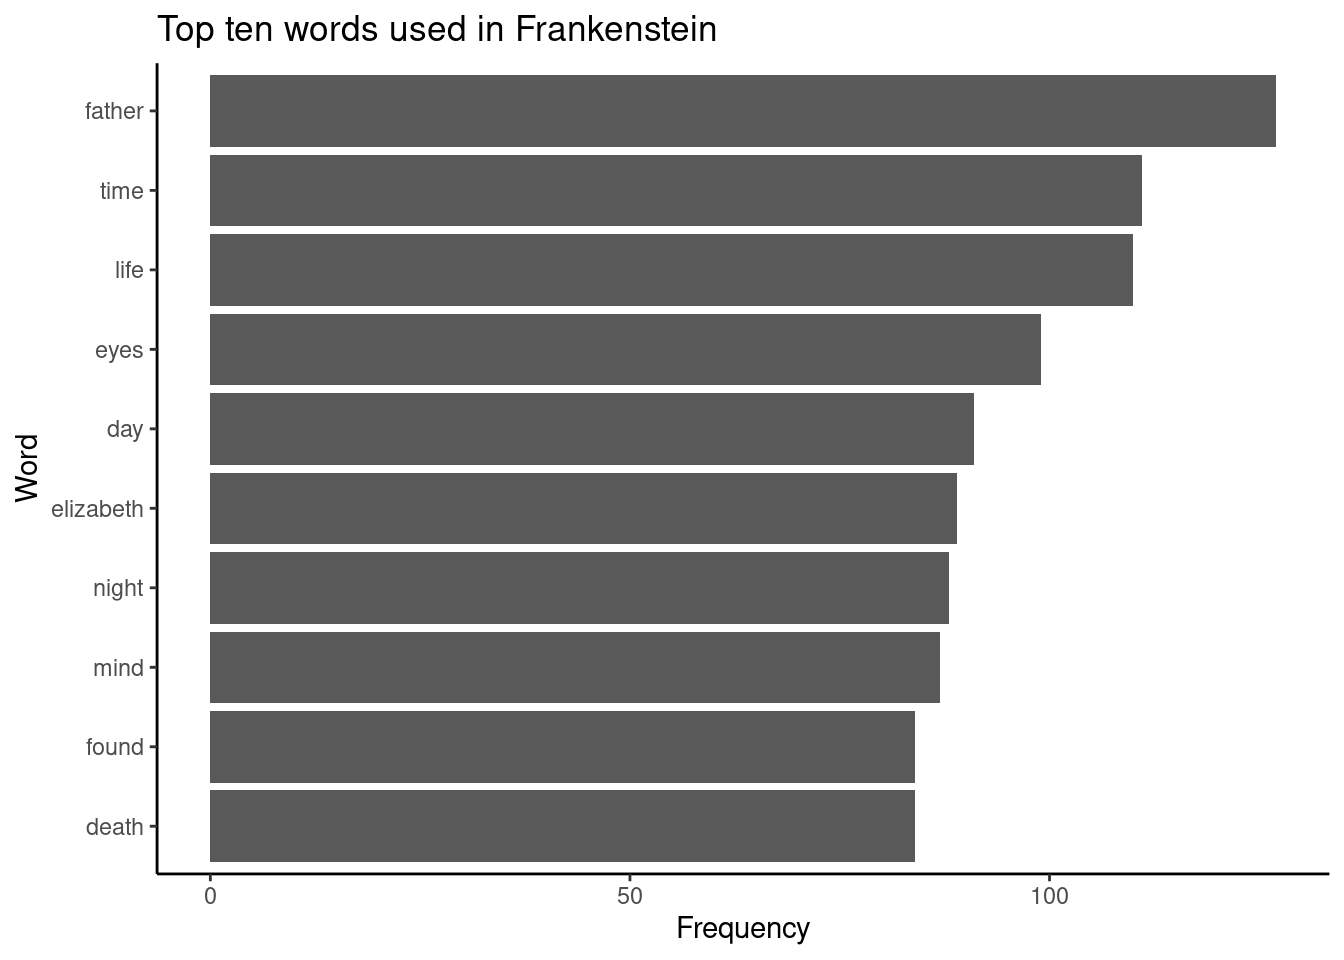 Top ten words used in Frankenstein
father
time
life
eyes
day
elizabeth
night
mind
found
death
Word
0 50 100
Frequency